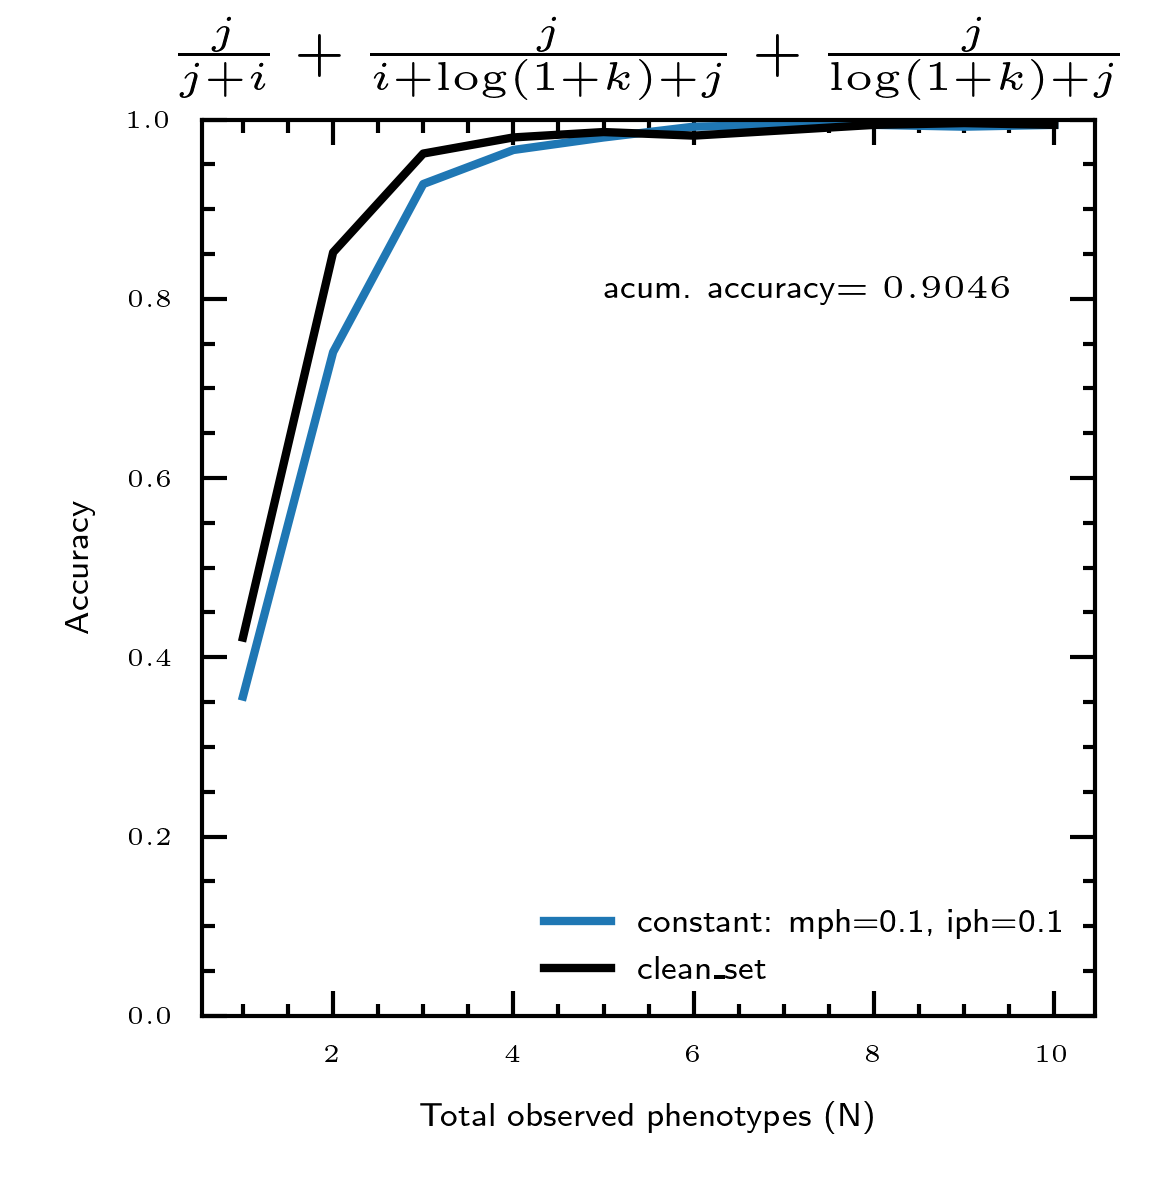 j/(j+i) + j/(i+log(1+k)+j) + j/(log(1+k)+j)
1.0
0.8
0.6
0.4
0.2
0.0
Accuracy
acum. accuracy= 0.9046
constant: mph=0.1, iph=0.1
clean_set
2 4 6 8 10
Total observed phenotypes (N)